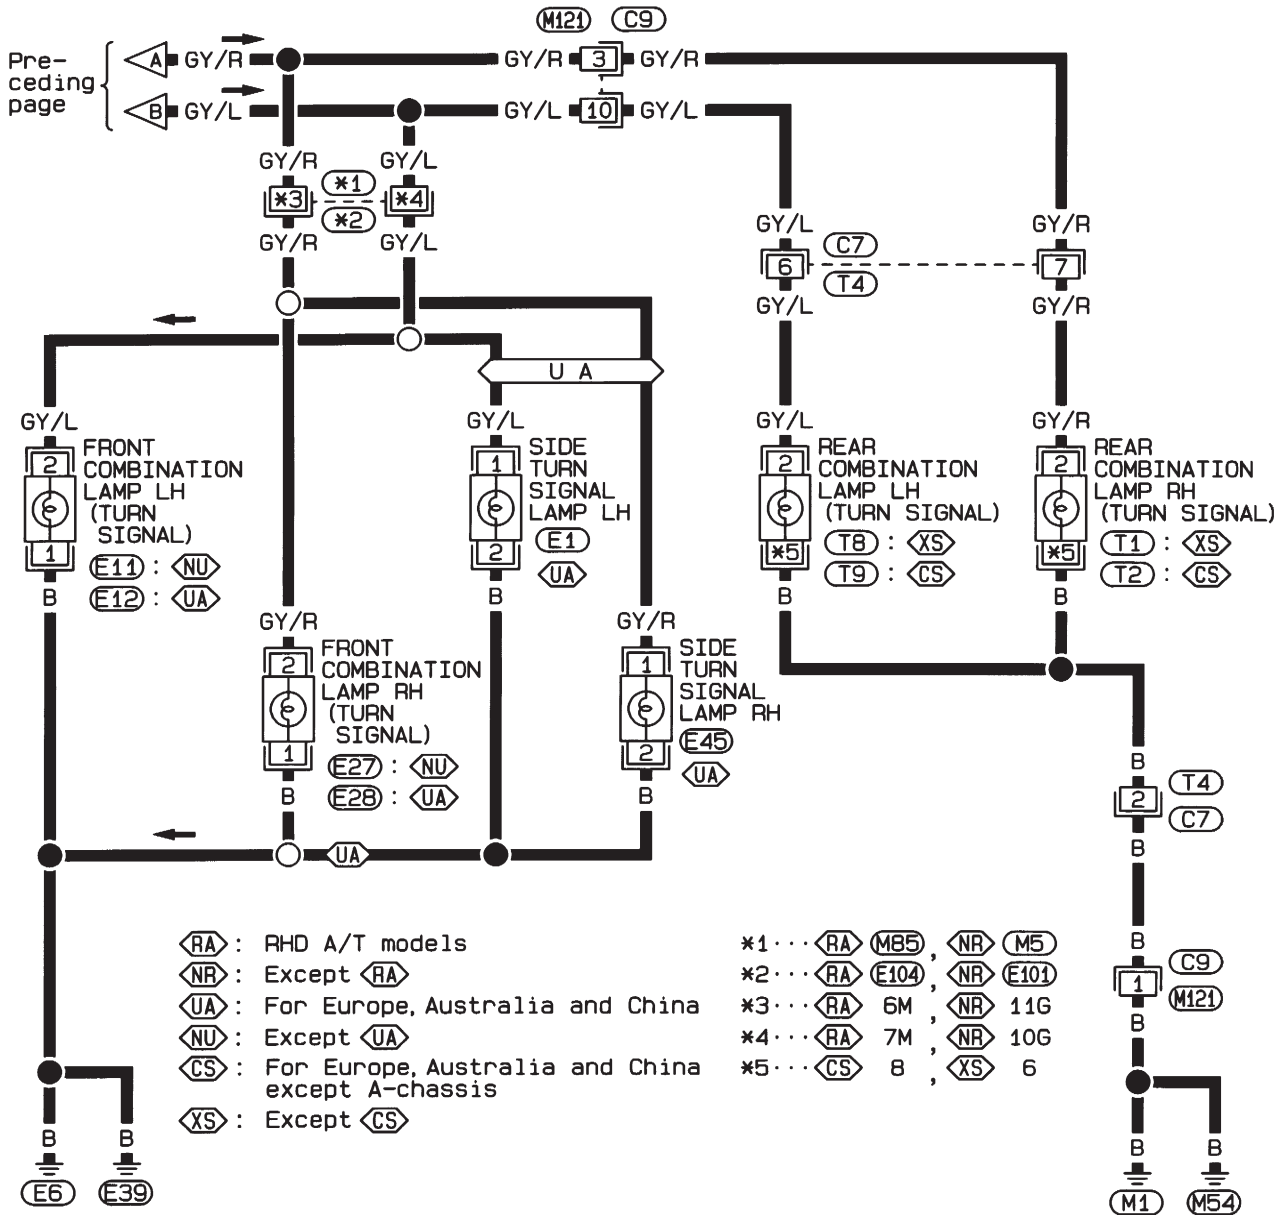 M121 C9
Pre-
ceding
page
A GY/R GY/R 3 GY/R
B GY/L GY/L 10 GY/L
GY/R GY/L
*3 *1 *4
*2
GY/R GY/L
GY/L GY/R
6 C7 7
T4
GY/L GY/R
U A
GY/L GY/L GY/L GY/R
2
FRONT
COMBINATION
LAMP LH
(TURN
SIGNAL)
1
E11 : NU
E12 : UA
B
1
SIDE
TURN
SIGNAL
LAMP LH
2
E1
UA
B
2
REAR
COMBINATION
LAMP LH
(TURN SIGNAL)
*5
T8 : XS
T9 : CS
B
2
REAR
COMBINATION
LAMP RH
(TURN SIGNAL)
*5
T1 : XS
T2 : CS
B
GY/R GY/R
2
FRONT
COMBINATION
LAMP RH
(TURN
SIGNAL)
1
E27 : NU
E28 : UA
B
1
SIDE
TURN
SIGNAL
LAMP RH
2
E45
UA
B
UA
B
2 T4
C7
B
B
1 C9
M121
B
RA : RHD A/T models
NR : Except RA
UA : For Europe, Australia and China
NU : Except UA
CS : For Europe, Australia and China
except A-chassis
XS : Except CS
*1··· RA M85 , NR M5
*2··· RA E104 , NR E101
*3··· RA 6M , NR 11G
*4··· RA 7M , NR 10G
*5··· CS 8 , XS 6
B B B B
E6 E39 M1 M54